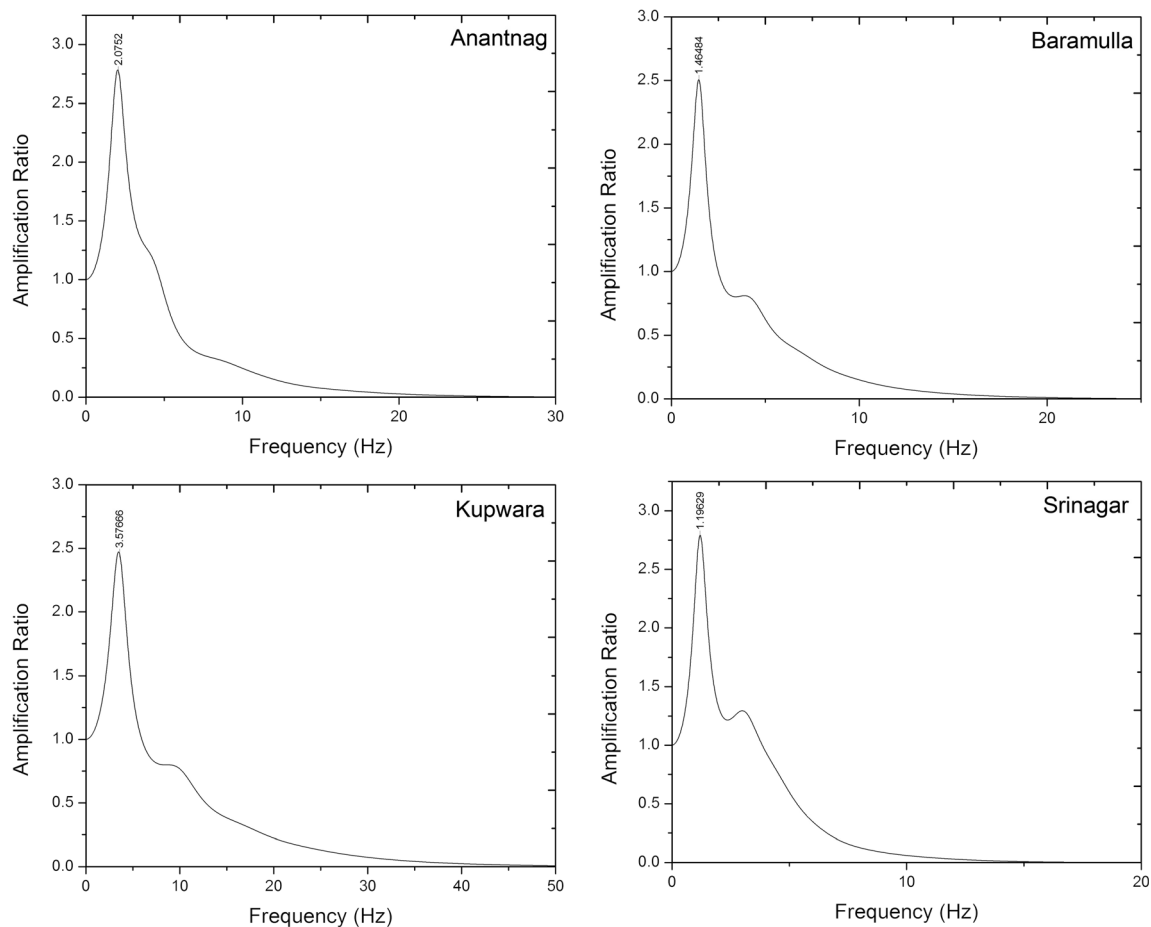 Anantnag
2.0752
3.0
2.5
2.0
1.5
1.0
0.5
0.0
Amplification Ratio
0 10 20 30
Frequency (Hz)
Baramulla
1.46484
3.0
2.5
2.0
1.5
1.0
0.5
0.0
Amplification Ratio
0 10 20
Frequency (Hz)
Kupwara
3.57666
3.0
2.5
2.0
1.5
1.0
0.5
0.0
Amplification Ratio
0 10 20 30 40 50
Frequency (Hz)
Srinagar
1.19629
3.0
2.5
2.0
1.5
1.0
0.5
0.0
Amplification Ratio
0 10 20
Frequency (Hz)